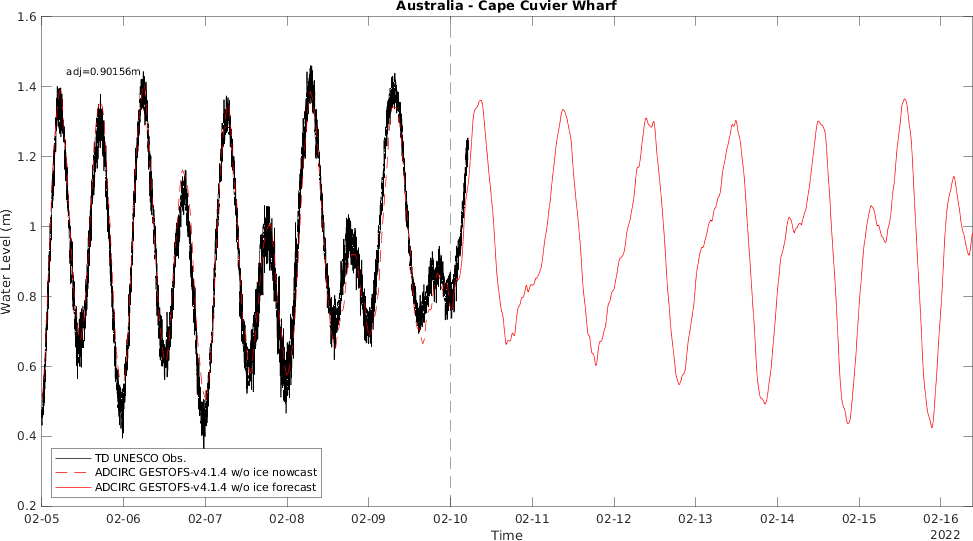 Australia - Cape Cuvier Wharf
1.6
1.4
1.2
1
0.8
0.6
0.4
0.2
Water Level (m)
adj=0.90156m
TD UNESCO Obs.
ADCIRC GESTOFS-v4.1.4 w/o ice nowcast
ADCIRC GESTOFS-v4.1.4 w/o ice forecast
02-05 02-06 02-07 02-08 02-09 02-10 02-11 02-12 02-13 02-14 02-15 02-16
Time
2022